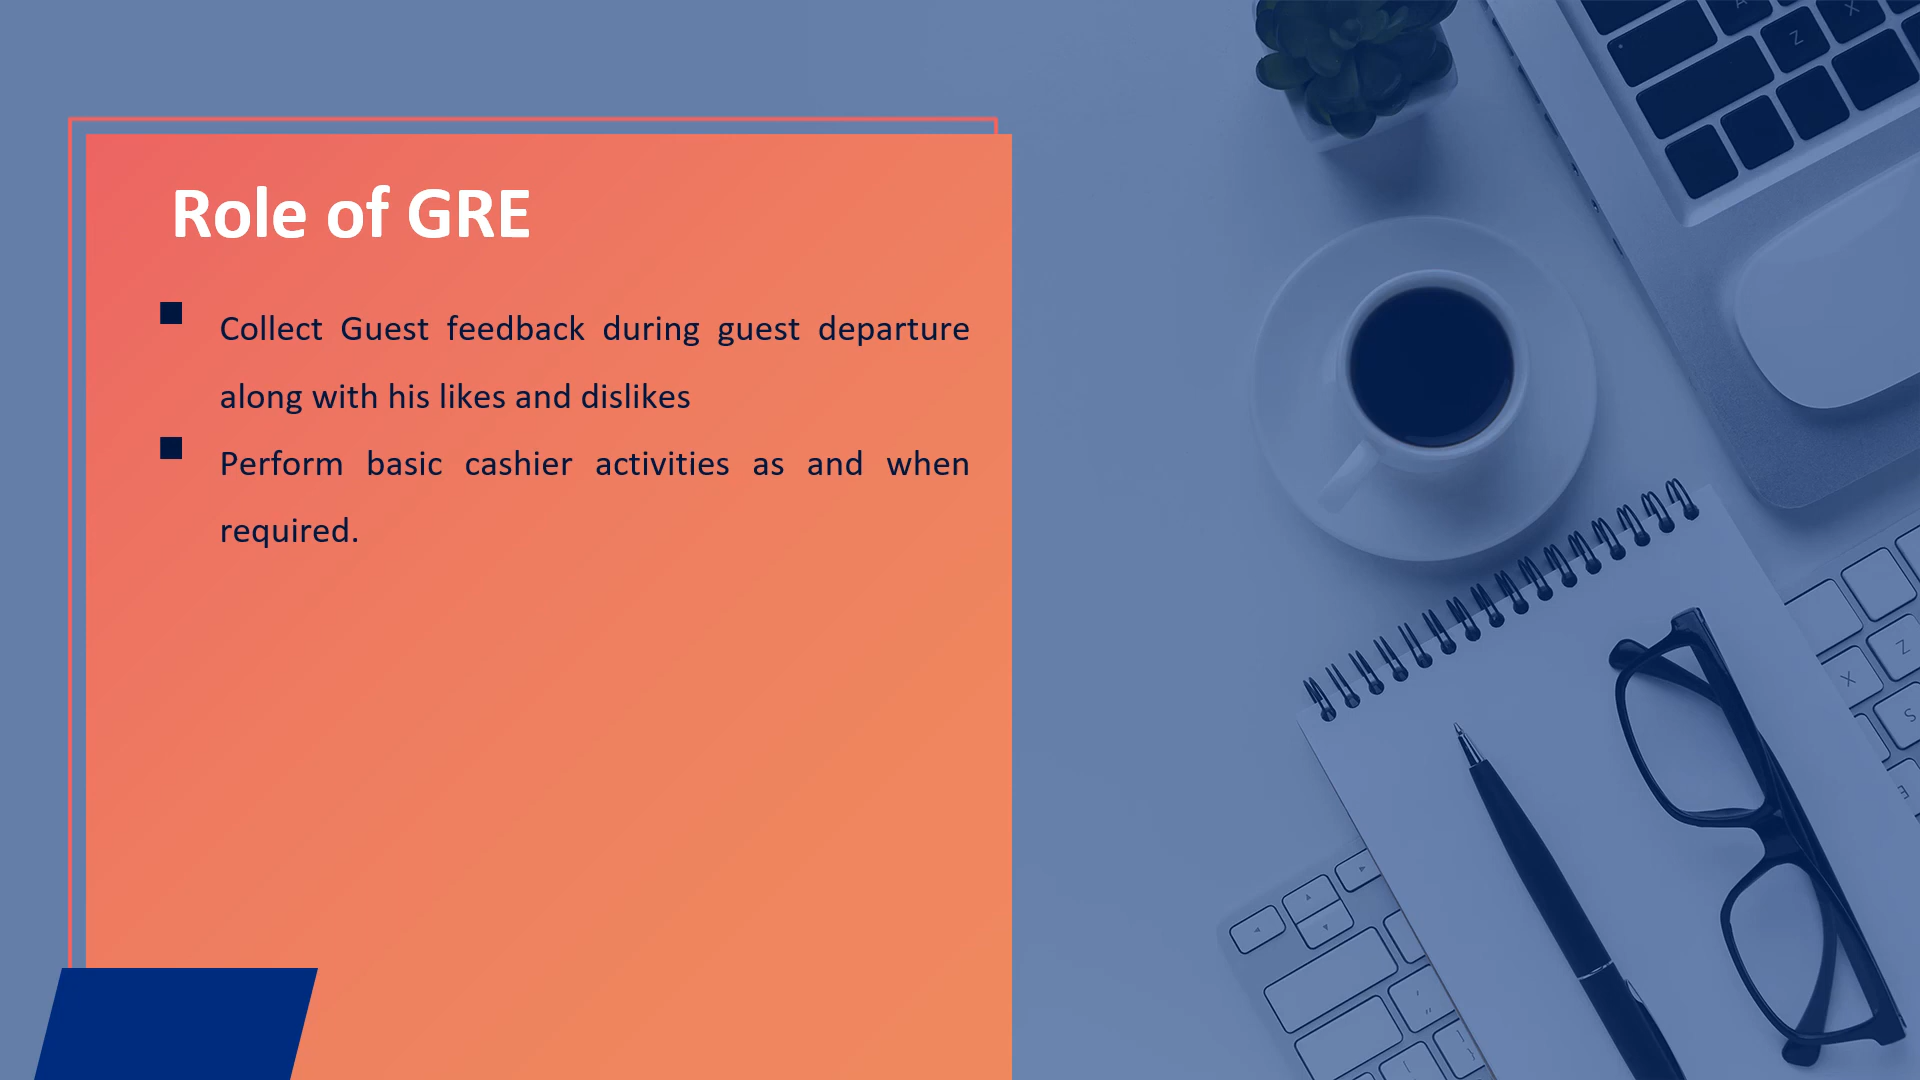 Role of GRE
Collect Guest feedback during guest departure
along with his likes and dislikes
Perform basic cashier activities as and when
required.
A
X
Z
Z
X
S